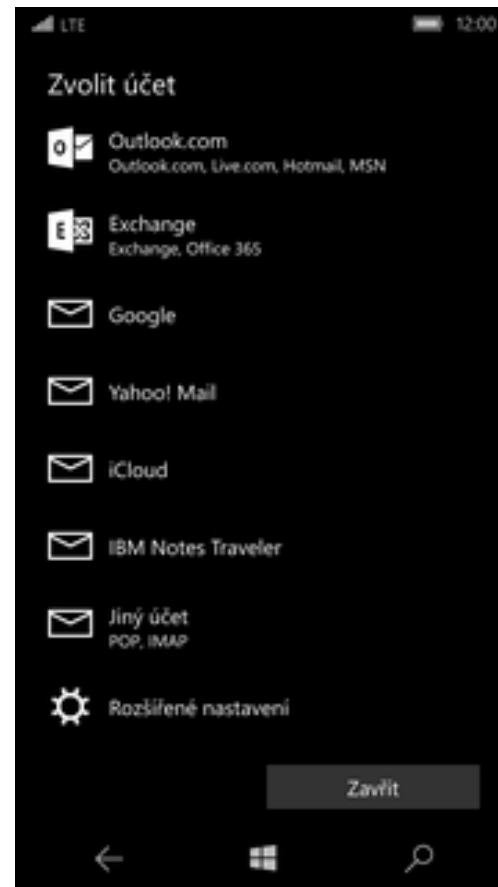 LTE 12:00
Zvolit účet
Outlook.com
Outlook.com, Live.com, Hotmail, MSN
Exchange
Exchange, Office 365
Google
Yahoo! Mail
iCloud
IBM Notes Traveler
Jiný účet
POP, IMAP
Rozšířené nastavení
Zavřít